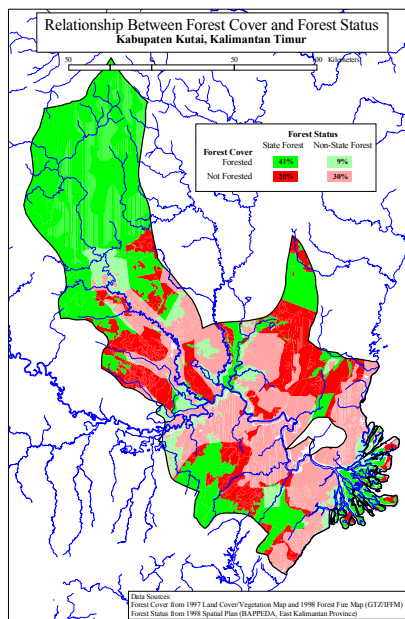 Relationship Between Forest Cover and Forest Status
Kabupaten Kutai, Kalimantan Timur
50 0 50 100 Kilometers
Forest Status
Forest Cover State Forest Non-State Forest
Forested 41% 9%
Not Forested 20% 30%
Data Sources:
Forest Cover from 1997 Land Cover/Vegetation Map and 1998 Forest Fire Map (GTZ/IFFM)
Forest Status from 1998 Spatial Plan (BAPPEDA, East Kalimantan Province)